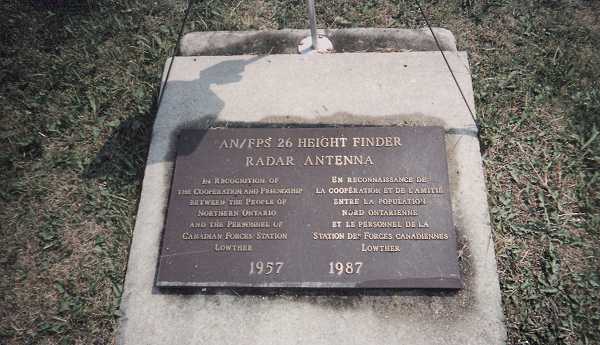 AN/FPS 26 HEIGHT FINDER
RADAR ANTENNA
IN RECOGNITION OF
THE COOPERATION AND FRIENDSHIP
BETWEEN THE PEOPLE OF
NORTHERN ONTARIO
AND THE PERSONNEL OF
CANADIAN FORCES STATION
LOWTHER
EN RECONNAISSANCE DE
LA COOPÉRATION ET DE L'AMITIÉ
ENTRE LA POPULATION
NORD ONTARIENNE
ET LE PERSONNEL DE LA
STATION DES FORCES CANADIENNES
LOWTHER
1957 1987